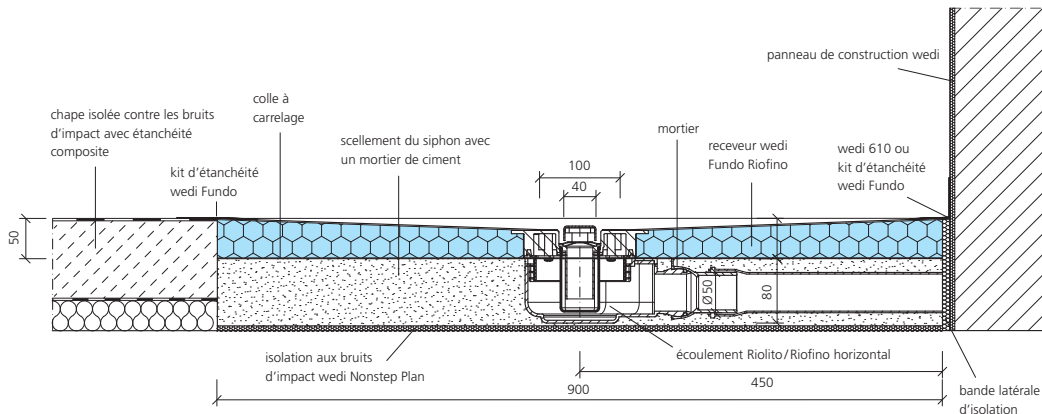 panneau de construction wedi
chape isolée contre les bruits
d'impact avec étanchéité
composite
colle à
carrelage
scellement du siphon avec
un mortier de ciment
mortier
receveur wedi
Fundo Riofino
wedi 610 ou
kit d'étanchéité
wedi Fundo
kit d'étanchéité
wedi Fundo
100
40
50
Ø50
80
isolation aux bruits
d'impact wedi Nonstep Plan
écoulement Riolito/Riofino horizontal
450
900
bande latérale
d'isolation